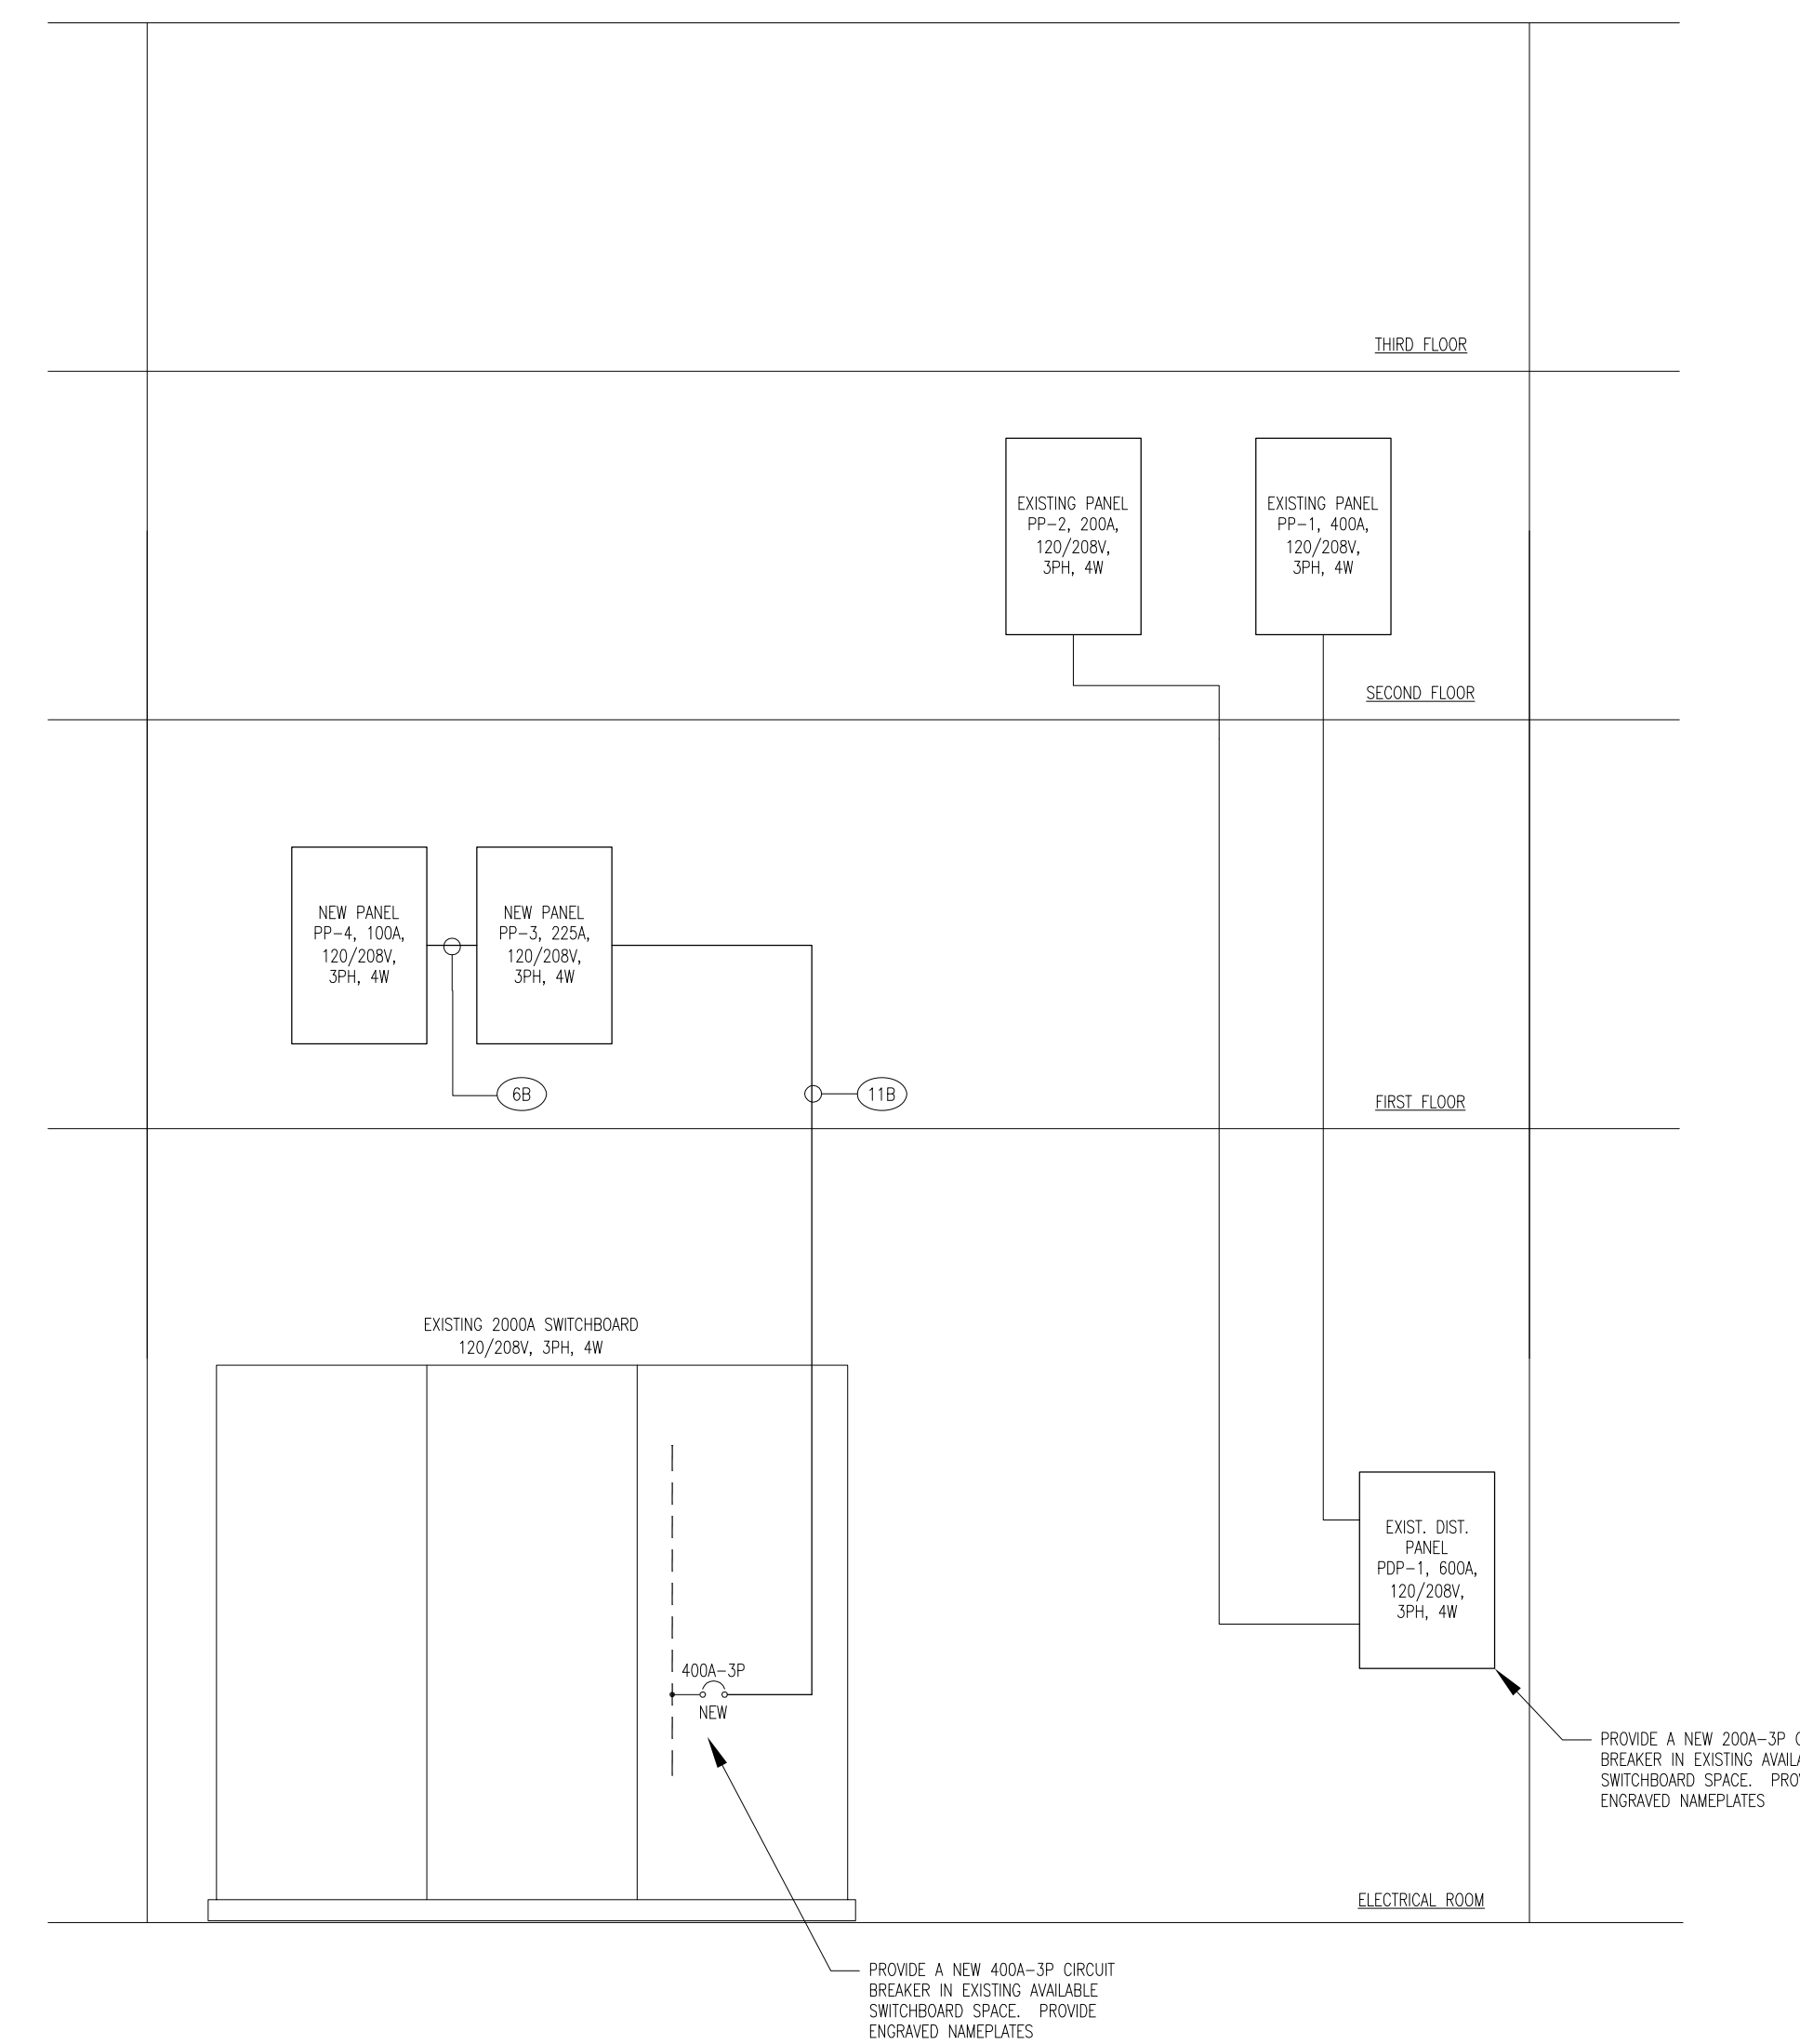 THIRD FLOOR
EXISTING PANEL
PP-2, 200A,
120/208V,
3PH, 4W
EXISTING PANEL
PP-1, 400A,
120/208V,
3PH, 4W
SECOND FLOOR
NEW PANEL
PP-4, 100A,
120/208V,
3PH, 4W
NEW PANEL
PP-3, 225A,
120/208V,
3PH, 4W
6B
11B
FIRST FLOOR
EXISTING 2000A SWITCHBOARD
120/208V, 3PH, 4W
400A-3P
NEW
EXIST. DIST.
PANEL
PDP-1, 600A,
120/208V,
3PH, 4W
PROVIDE A NEW 200A-3P
BREAKER IN EXISTING
SWITCHBOARD SPACE.
ENGRAVED NAMEPLATES
ELECTRICAL ROOM
PROVIDE A NEW 400A-3P CIRCUIT
BREAKER IN EXISTING AVAILABLE
SWITCHBOARD SPACE. PROVIDE
ENGRAVED NAMEPLATES